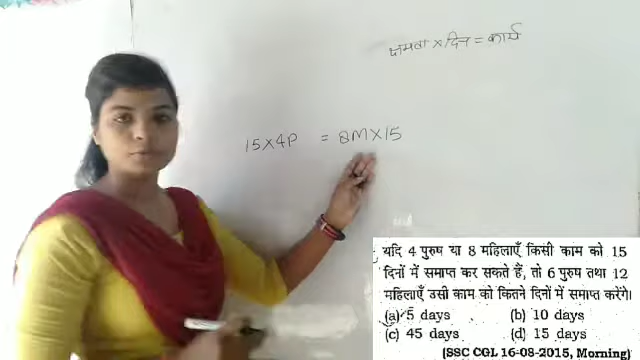 क्षमता × दिन = कार्य
15×4P = 8M×15
यदि 4 पुरुष या 8 महिलाएँ किसी काम को 15
दिनों में समाप्त कर सकते हैं, तो 6 पुरुष तथा 12
महिलाएँ उसी काम को कितने दिनों में समाप्त करेंगे।
(a) 5 days (b) 10 days
(c) 45 days (d) 15 days
(SSC CGL 16-08-2015, Morning)